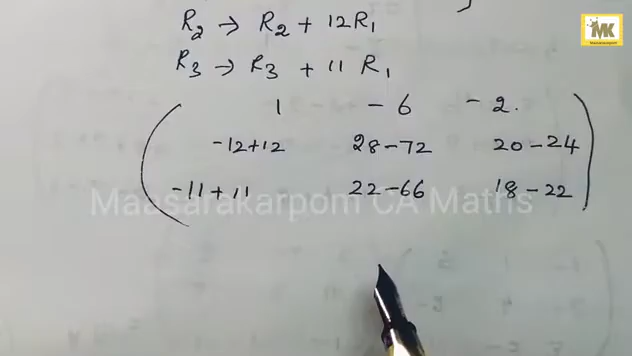 MK
Maasarakarpom
R2 → R2 + 12R1
R3 → R3 + 11 R1
1 - 6 - 2.
-12+12 28-72 20-24
-11+11 22-66 18-22
Maasarakarpom CA Maths